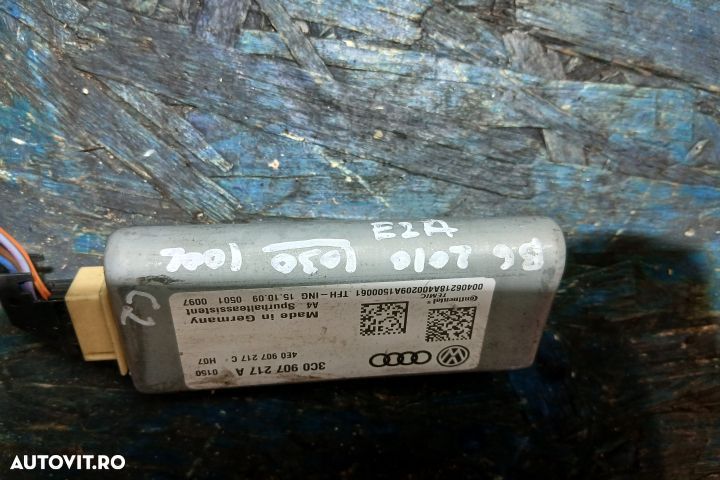 3C0 907 217 A 0150
4E0 907 217 C H07
Made in Germany
A4 Spurhalteassistent 0501 0097
TFH-ING 15.10.09
Continental
TEMIC
00406218A400209A1500061
B6 2010
E2A
AUTOVIT.RO